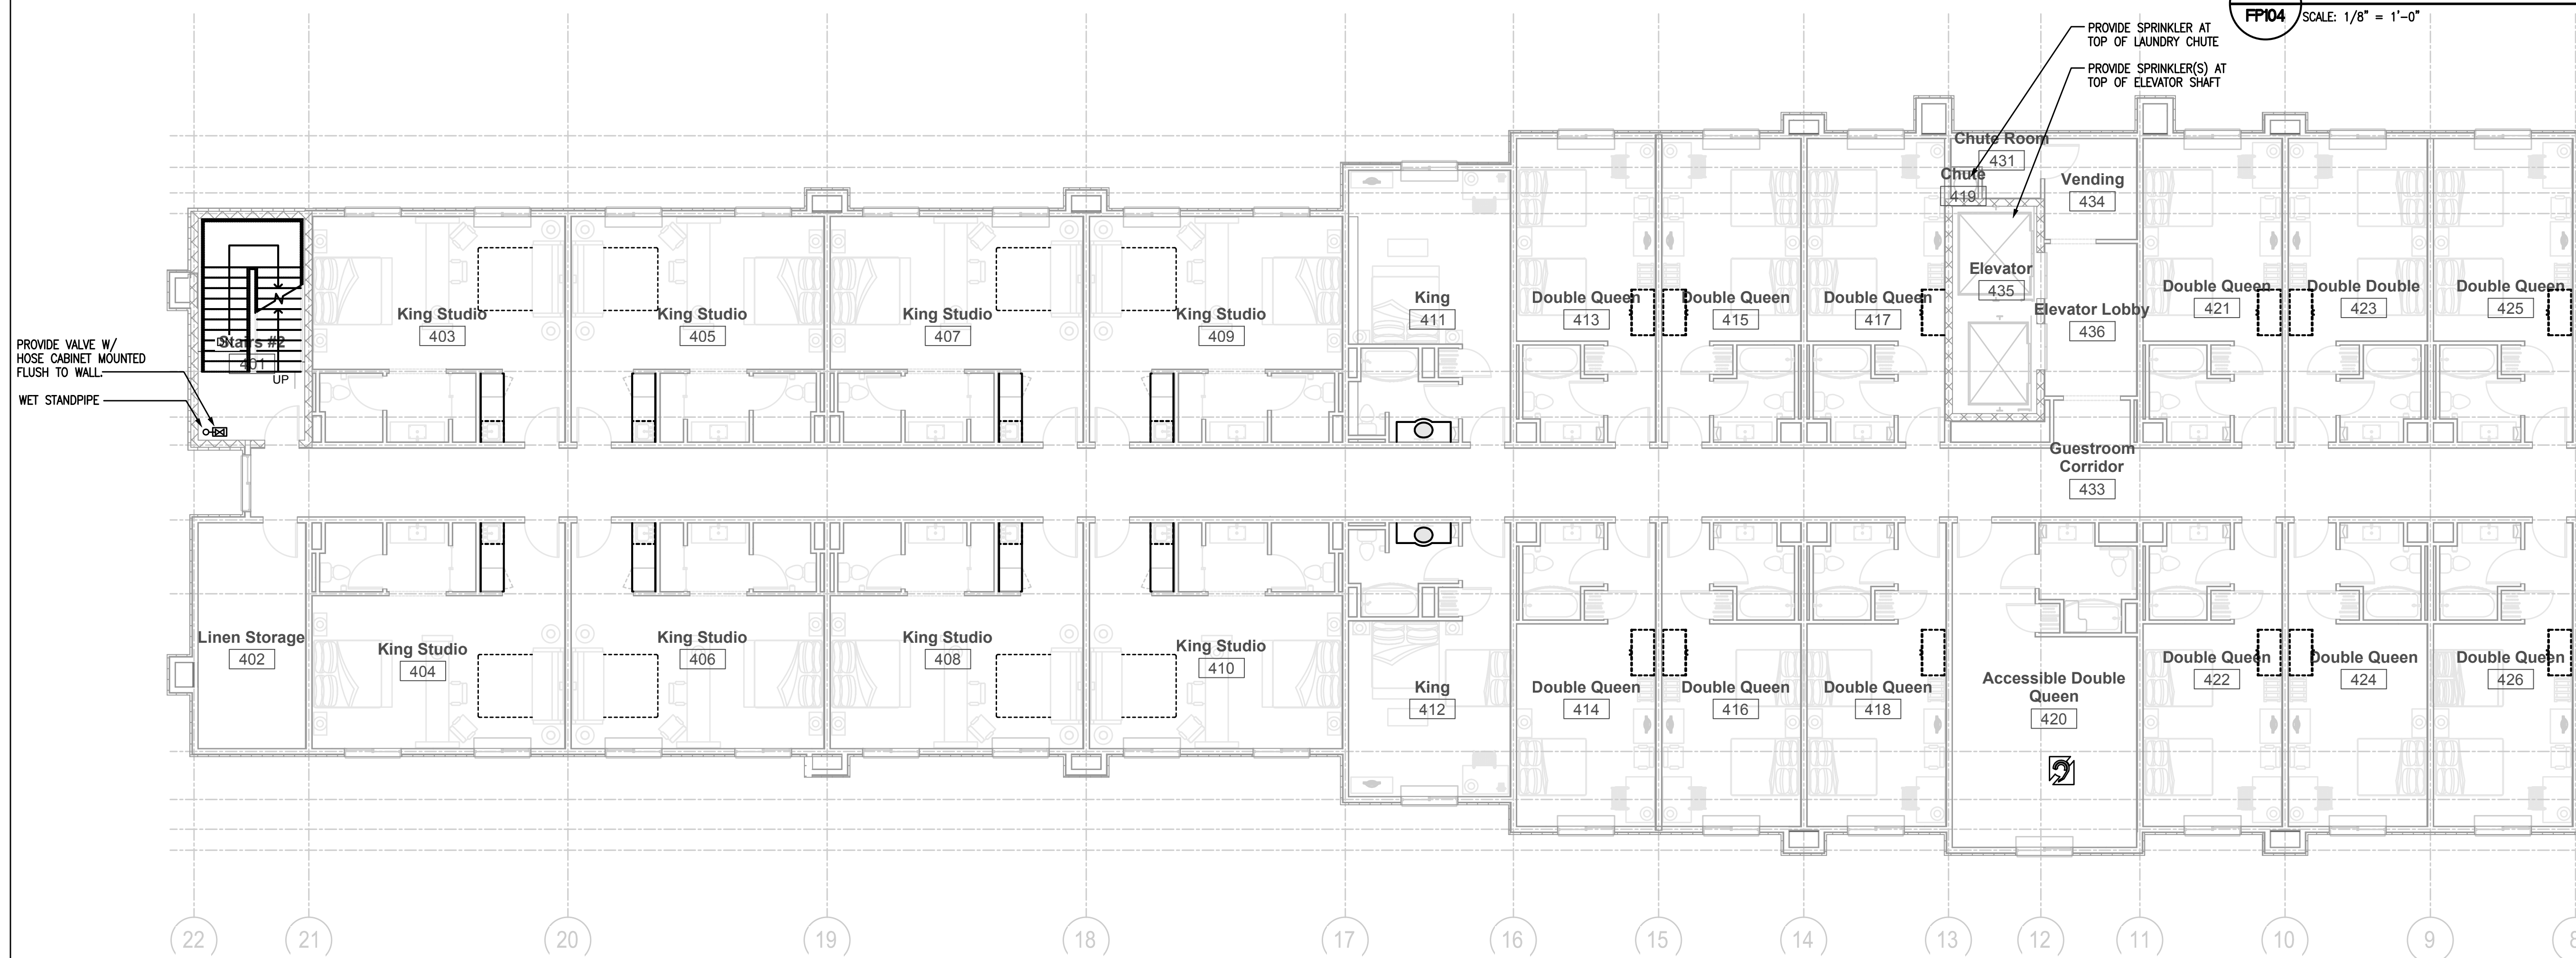 FP104
SCALE: 1/8" = 1'-0"
PROVIDE SPRINKLER AT
TOP OF LAUNDRY CHUTE
PROVIDE SPRINKLER(S) AT
TOP OF ELEVATOR SHAFT
Chute Room
431
Chute
419
Vending
434
Elevator
435
Elevator Lobby
436
King Studio
403
King Studio
405
King Studio
407
King Studio
409
King
411
Double Queen
413
Double Queen
415
Double Queen
417
Double Queen
421
Double Double
423
Double Queen
425
PROVIDE VALVE W/
HOSE CABINET MOUNTED
FLUSH TO WALL.
WET STANDPIPE
Stairs #2
401
UP
Guestroom
Corridor
433
Linen Storage
402
King Studio
404
King Studio
406
King Studio
408
King Studio
410
King
412
Double Queen
414
Double Queen
416
Double Queen
418
Accessible Double
Queen
420
Double Queen
422
Double Queen
424
Double Queen
426
22
21
20
19
18
17
16
15
14
13
12
11
10
9
8